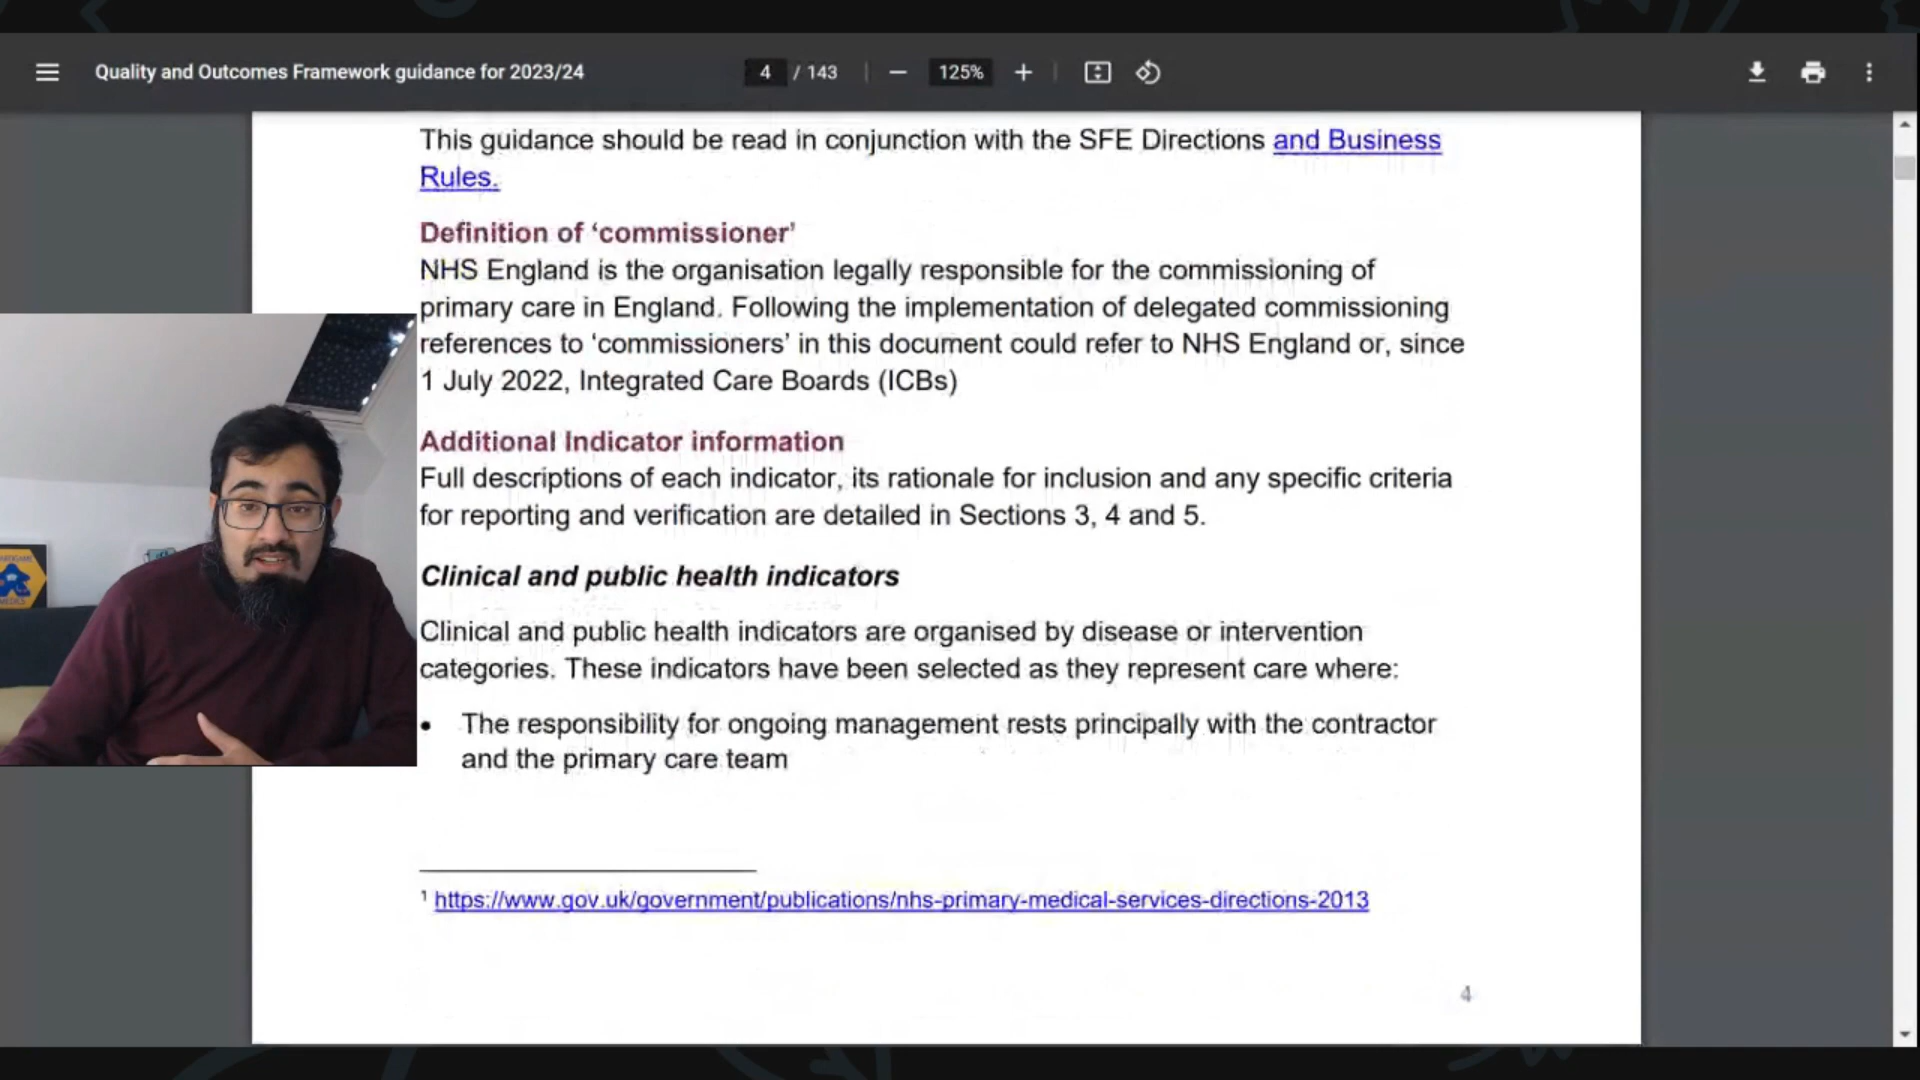 Quality and Outcomes Framework guidance for 2023/24
4 / 143
125%
This guidance should be read in conjunction with the SFE Directions and Business
Rules.
Definition of ‘commissioner’
NHS England is the organisation legally responsible for the commissioning of
primary care in England. Following the implementation of delegated commissioning
references to ‘commissioners’ in this document could refer to NHS England or, since
1 July 2022, Integrated Care Boards (ICBs)
Additional Indicator information
Full descriptions of each indicator, its rationale for inclusion and any specific criteria
for reporting and verification are detailed in Sections 3, 4 and 5.
Clinical and public health indicators
Clinical and public health indicators are organised by disease or intervention
categories. These indicators have been selected as they represent care where:
• The responsibility for ongoing management rests principally with the contractor
and the primary care team
1 https://www.gov.uk/government/publications/nhs-primary-medical-services-directions-2013
4